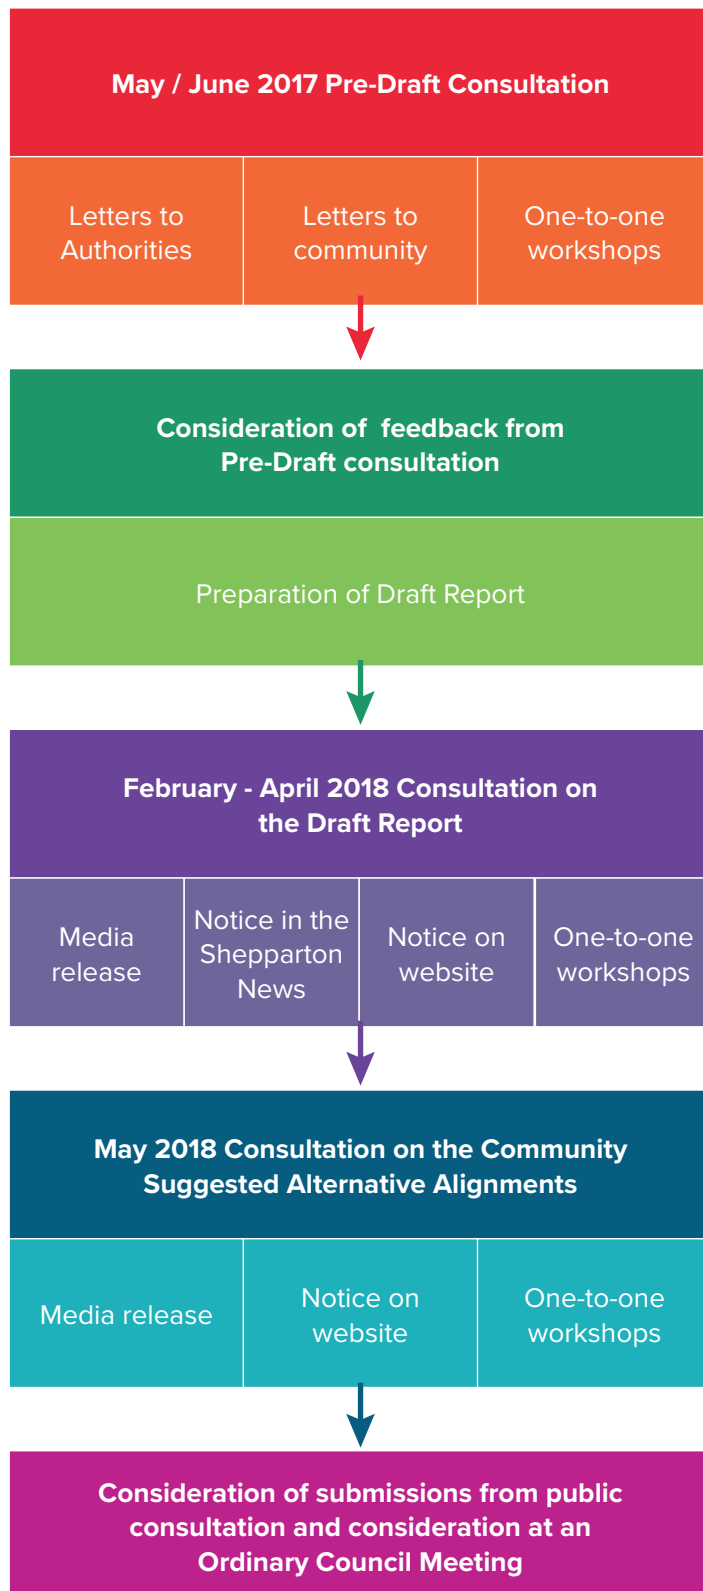 May / June 2017 Pre-Draft Consultation
Letters to
Authorities
Letters to
community
One-to-one
workshops
Consideration of  feedback from
Pre-Draft consultation
Preparation of Draft Report
February - April 2018 Consultation on
the Draft Report
Media
release
Notice in the
Shepparton
News
Notice on
website
One-to-one
workshops
May 2018 Consultation on the Community
Suggested Alternative Alignments
Media release
Notice on
website
One-to-one
workshops
Consideration of submissions from public
consultation and consideration at an
Ordinary Council Meeting